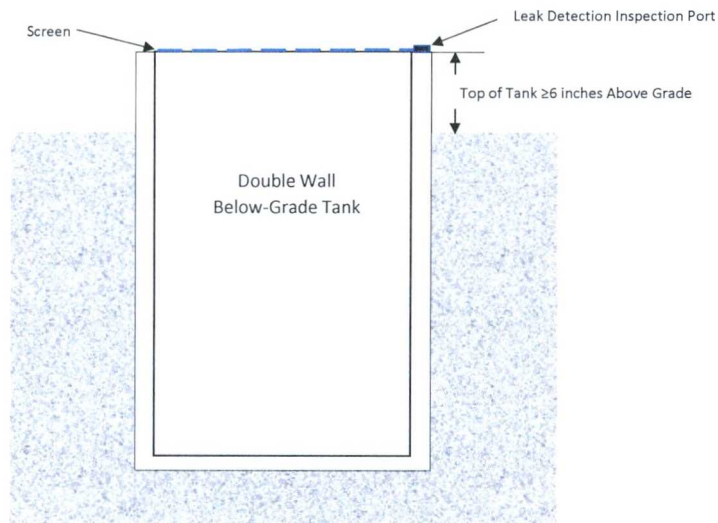 Leak Detection Inspection Port
Screen
Top of Tank ≥6 inches Above Grade
Double Wall
Below-Grade Tank